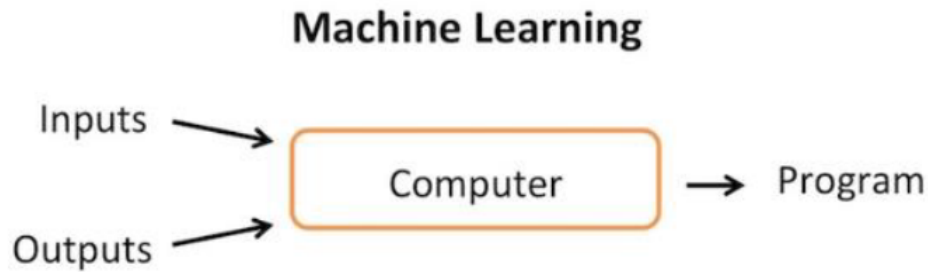 Machine Learning
Inputs
Computer
Program
Outputs